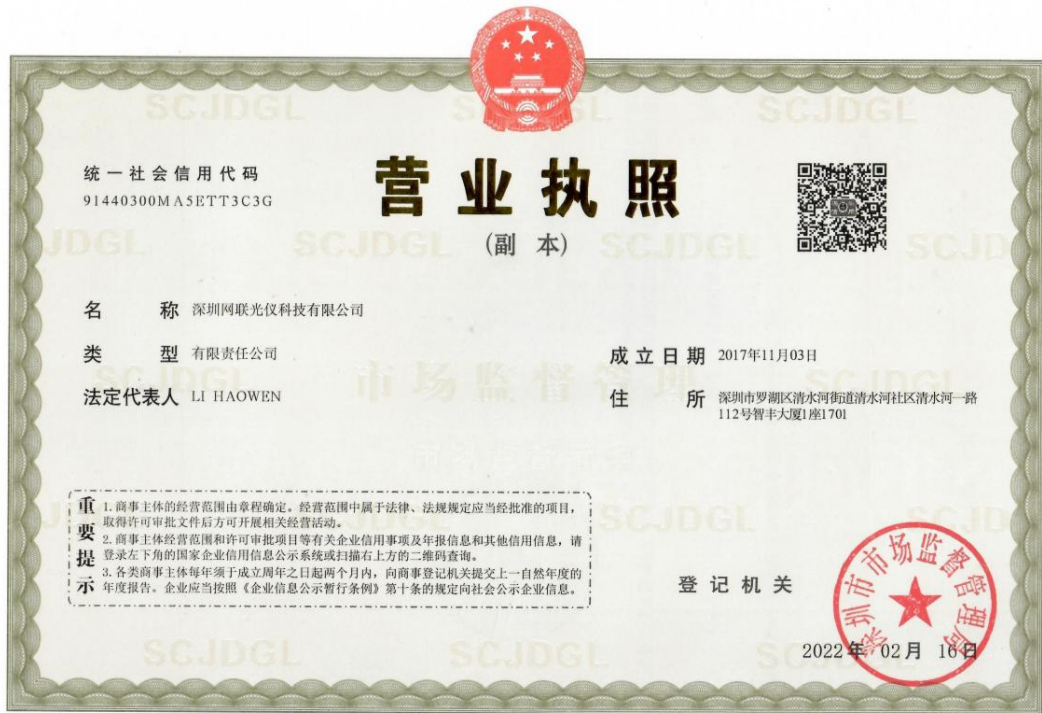 统一社会信用代码
91440300MA5ETT3C3G
营业执照
(副 本)
名 称 深圳网联光仪科技有限公司
类 型 有限责任公司
法定代表人 LI HAOWEN
成立日期 2017年11月03日
住 所 深圳市罗湖区清水河街道清水河社区清水河一路
112号智丰大厦1座1701
重要提示
1.商事主体的经营范围由章程确定。经营范围中属于法律、法规规定应当经批准的项目,
取得许可审批文件后方可开展相关经营活动。
2.商事主体经营范围和许可审批项目等有关企业信用事项及年报信息和其他信用信息,请
登录左下角的国家企业信用信息公示系统或扫描右上方的二维码查询。
3.各类商事主体每年须于成立周年之日起两个月内,向商事登记机关提交上一自然年度的
年度报告。企业应当按照《企业信息公示暂行条例》第十条的规定向社会公示企业信息。
登记机关
深圳市市场监督管理局
2022年 02月 16日
SCJDGL
市场监督管理